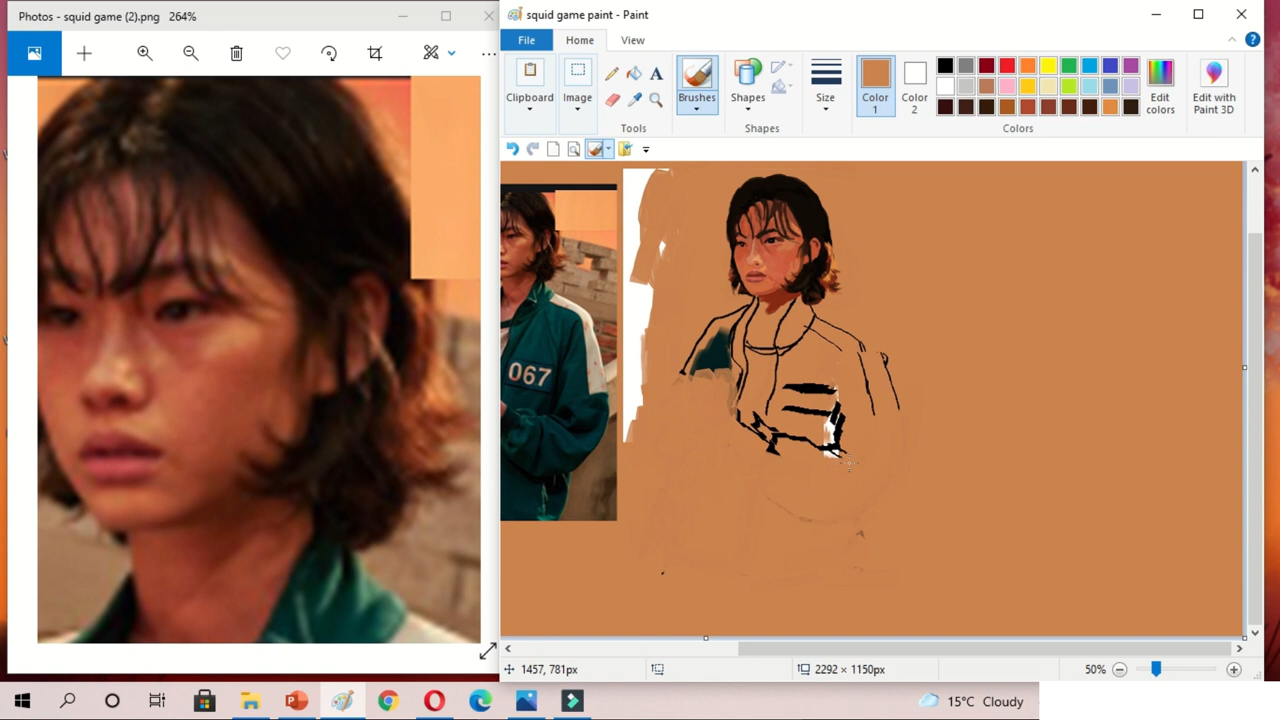 Photos - squid game (2).png 264%
squid game paint - Paint
File
Home
View
Clipboard
Image
Tools
Brushes
Shapes
Size
Shapes
Color
1
Color
2
Edit
colors
Edit with
Paint 3D
Colors
067
1457, 781px
2292 × 1150px
50%
15°C Cloudy